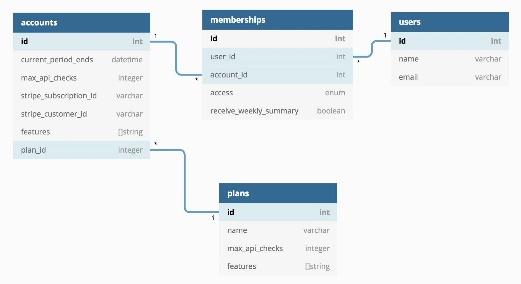 accounts
id int
current_period_ends datetime
max_api_checks integer
stripe_subscription_id varchar
stripe_customer_id varchar
features []string
plan_id integer
1
*
*
memberships
id int
user_id int
account_id int
access enum
receive_weekly_summary boolean
1
*
users
id int
name varchar
email varchar
*
1
plans
id int
name varchar
max_api_checks integer
features []string